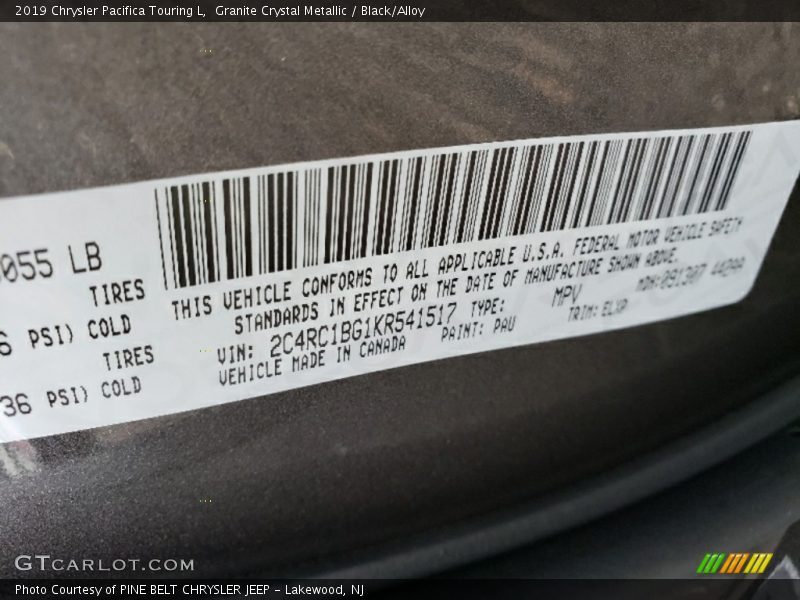 2019 Chrysler Pacifica Touring L, Granite Crystal Metallic / Black/Alloy
055 LB
TIRES
PSI) COLD
TIRES
36 PSI) COLD
THIS VEHICLE CONFORMS TO ALL APPLICABLE U.S.A. FEDERAL MOTOR VEHICLE SAFETY
STANDARDS IN EFFECT ON THE DATE OF MANUFACTURE SHOWN ABOVE.
VIN: 2C4RC1BG1KR541517 TYPE: MPV MDH:091307
VEHICLE MADE IN CANADA PAINT: PAU TRIM: ELXP
GTCARLOT.COM
Photo Courtesy of PINE BELT CHRYSLER JEEP - Lakewood, NJ